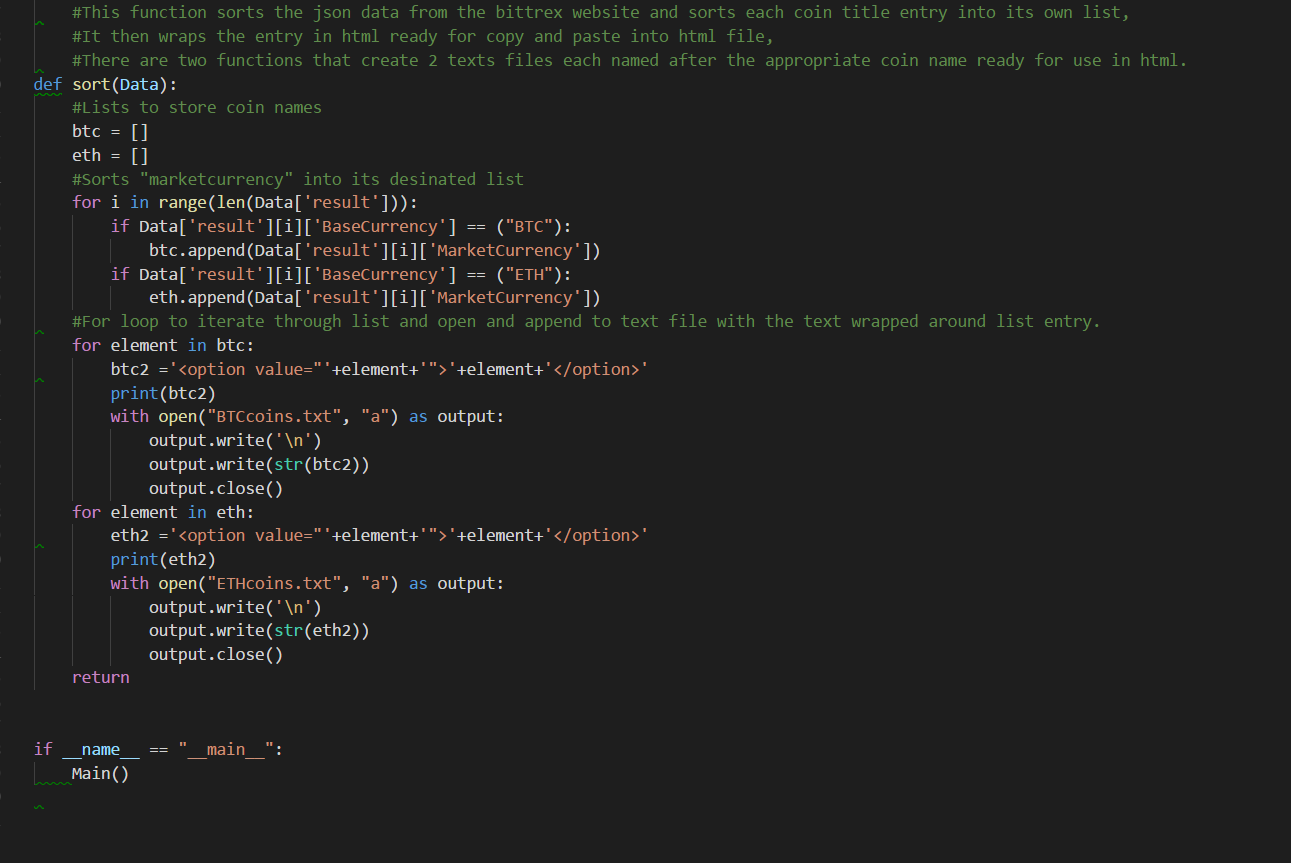 #This function sorts the json data from the bittrex website and sorts each coin title entry into its own list,
#It then wraps the entry in html ready for copy and paste into html file,
#There are two functions that create 2 texts files each named after the appropriate coin name ready for use in html.
def sort(Data):
#Lists to store coin names
btc = []
eth = []
#Sorts "marketcurrency" into its desinated list
for i in range(len(Data['result'])):
if Data['result'][i]['BaseCurrency'] == ("BTC"):
btc.append(Data['result'][i]['MarketCurrency'])
if Data['result'][i]['BaseCurrency'] == ("ETH"):
eth.append(Data['result'][i]['MarketCurrency'])
#For loop to iterate through list and open and append to text file with the text wrapped around list entry.
for element in btc:
btc2 ='<option value="'+element+'">'+element+'</option>'
print(btc2)
with open("BTCcoins.txt", "a") as output:
output.write('\n')
output.write(str(btc2))
output.close()
for element in eth:
eth2 ='<option value="'+element+'">'+element+'</option>'
print(eth2)
with open("ETHcoins.txt", "a") as output:
output.write('\n')
output.write(str(eth2))
output.close()
return
if __name__ == "__main__":
Main()